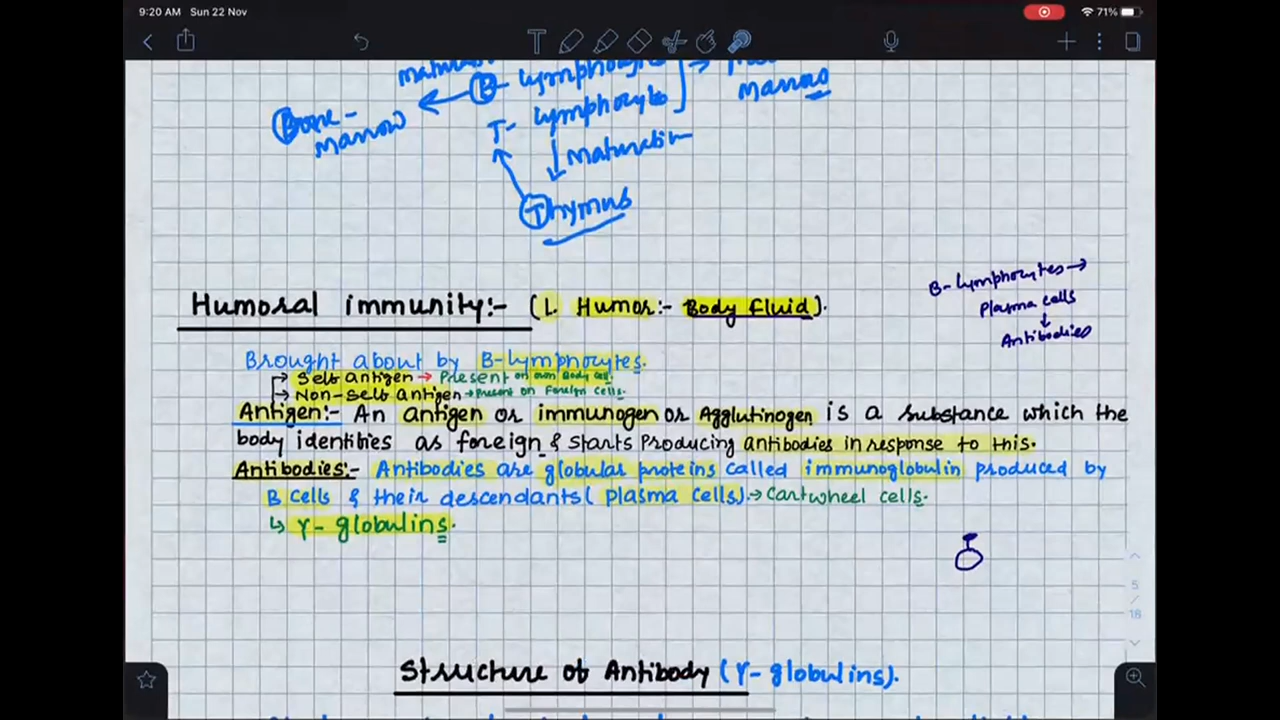 9:20 AM Sun 22 Nov
71%
B- lymphocyte
Bone-
marrow
marrow
T- lymphocyte
Maturation
Thymus
Humoral immunity:- (L. Humor:- Body fluid).
B-lymphocytes →
Plasma cells
↓
Antibodies
Brought about by B-lymphocytes.
→ Self antigen → Present on own Body cell.
→ Non-self antigen → Present on Foreign cells.
Antigen:- An antigen or immunogen or Agglutinogen is a substance which the
body identifies as foreign & starts Producing antibodies in response to this.
Antibodies:- Antibodies are globular proteins called immunoglobulin produced by
B cells & their descendants( plasma cells).→ Cartwheel cells.
↳ γ- globulins.
5
/
18
Structure of Antibody (γ- globulins).